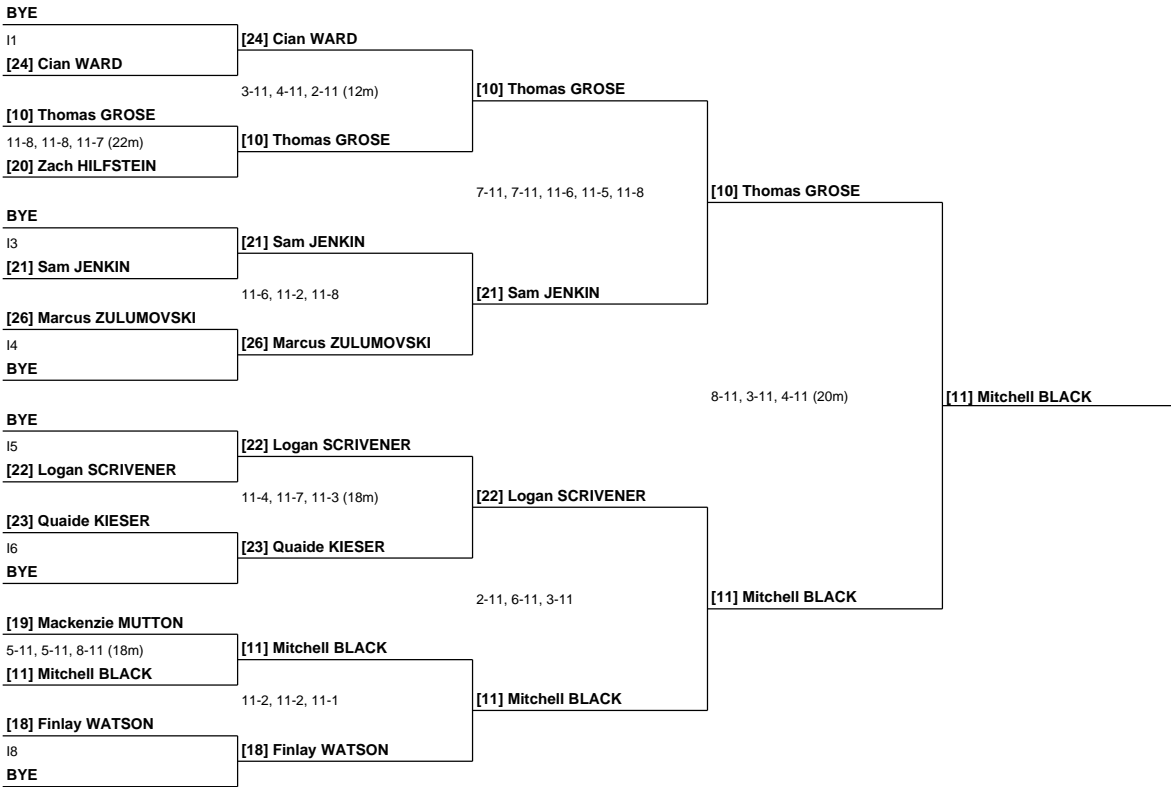 BYE
I1
[24] Cian WARD
[10] Thomas GROSE
11-8, 11-8, 11-7 (22m)
[20] Zach HILFSTEIN
BYE
I3
[21] Sam JENKIN
[26] Marcus ZULUMOVSKI
I4
BYE
BYE
I5
[22] Logan SCRIVENER
[23] Quaide KIESER
I6
BYE
[19] Mackenzie MUTTON
5-11, 5-11, 8-11 (18m)
[11] Mitchell BLACK
[18] Finlay WATSON
I8
BYE
[24] Cian WARD
3-11, 4-11, 2-11 (12m)
[10] Thomas GROSE
[21] Sam JENKIN
11-6, 11-2, 11-8
[26] Marcus ZULUMOVSKI
[22] Logan SCRIVENER
11-4, 11-7, 11-3 (18m)
[23] Quaide KIESER
[11] Mitchell BLACK
11-2, 11-2, 11-1
[18] Finlay WATSON
[10] Thomas GROSE
7-11, 7-11, 11-6, 11-5, 11-8
[21] Sam JENKIN
[22] Logan SCRIVENER
2-11, 6-11, 3-11
[11] Mitchell BLACK
[10] Thomas GROSE
8-11, 3-11, 4-11 (20m)
[11] Mitchell BLACK
[11] Mitchell BLACK